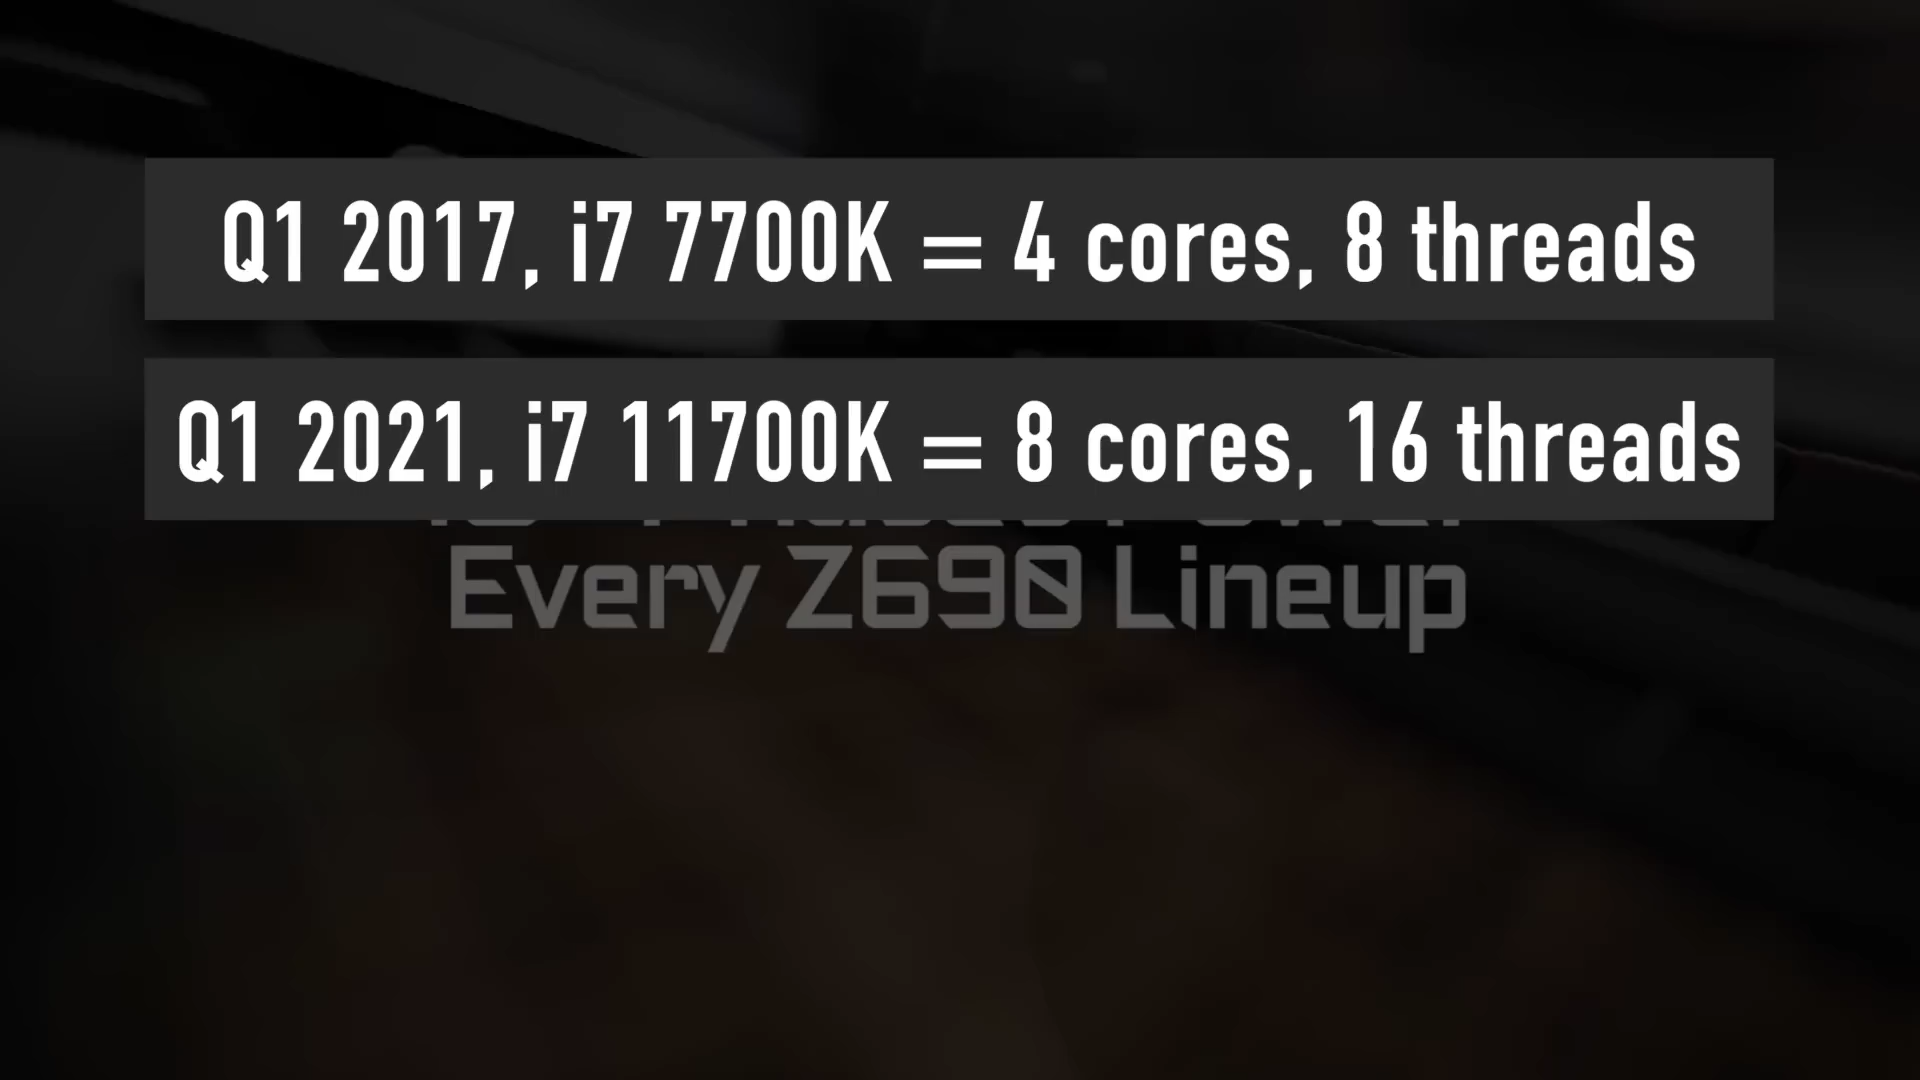 Q1 2017, i7 7700K = 4 cores, 8 threads
Q1 2021, i7 11700K = 8 cores, 16 threads
Every Z690 Lineup